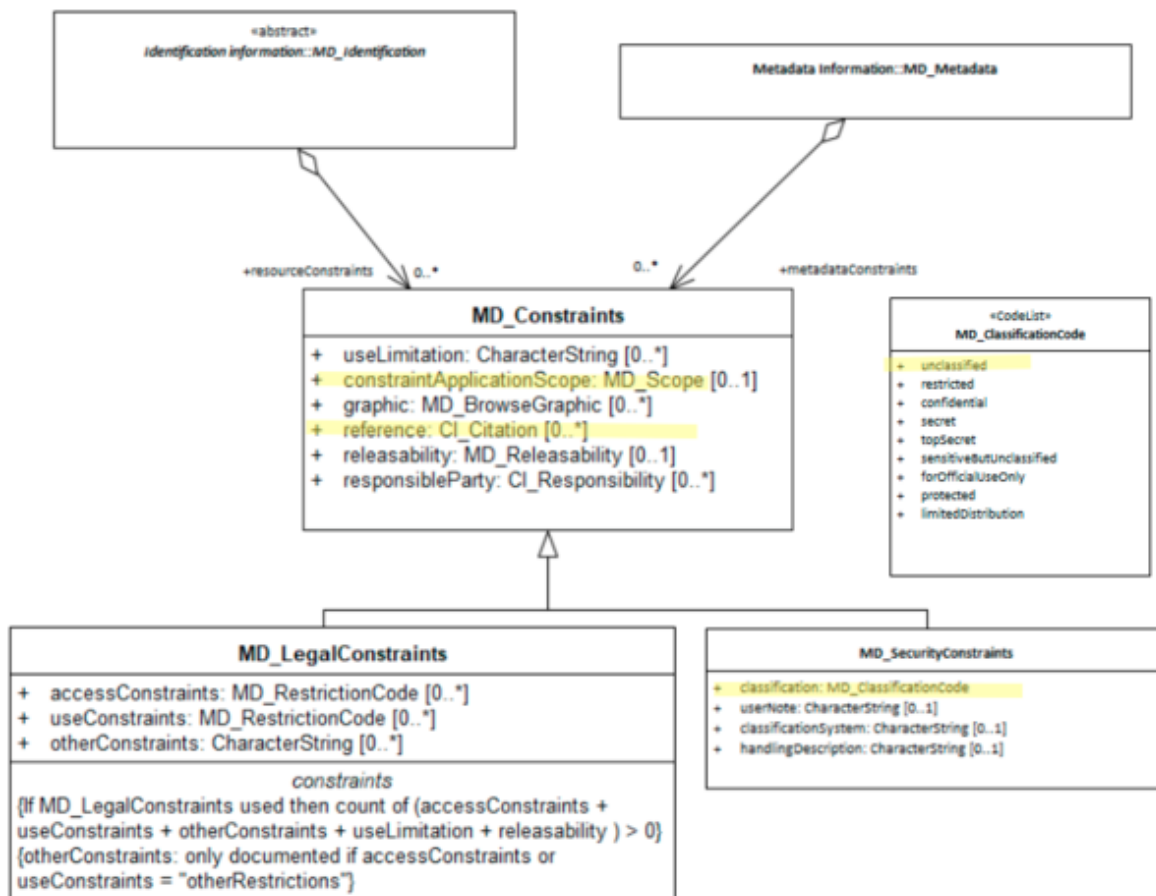 «abstract»
Identification information::MD_Identification
Metadata Information::MD_Metadata
+resourceConstraints
0..*
0..*
+metadataConstraints
MD_Constraints
+ useLimitation: CharacterString [0..*]
+ constraintApplicationScope: MD_Scope [0..1]
+ graphic: MD_BrowseGraphic [0..*]
+ reference: CI_Citation [0..*]
+ releasability: MD_Releasability [0..1]
+ responsibleParty: CI_Responsibility [0..*]
«CodeList»
MD_ClassificationCode
+ unclassified
+ restricted
+ confidential
+ secret
+ topSecret
+ sensitiveButUnclassified
+ forOfficialUseOnly
+ protected
+ limitedDistribution
MD_LegalConstraints
+ accessConstraints: MD_RestrictionCode [0..*]
+ useConstraints: MD_RestrictionCode [0..*]
+ otherConstraints: CharacterString [0..*]
constraints
{If MD_LegalConstraints used then count of (accessConstraints +
useConstraints + otherConstraints + useLimitation + releasability ) > 0}
{otherConstraints: only documented if accessConstraints or
useConstraints = "otherRestrictions"}
MD_SecurityConstraints
+ classification: MD_ClassificationCode
+ userNote: CharacterString [0..1]
+ classificationSystem: CharacterString [0..1]
+ handlingDescription: CharacterString [0..1]